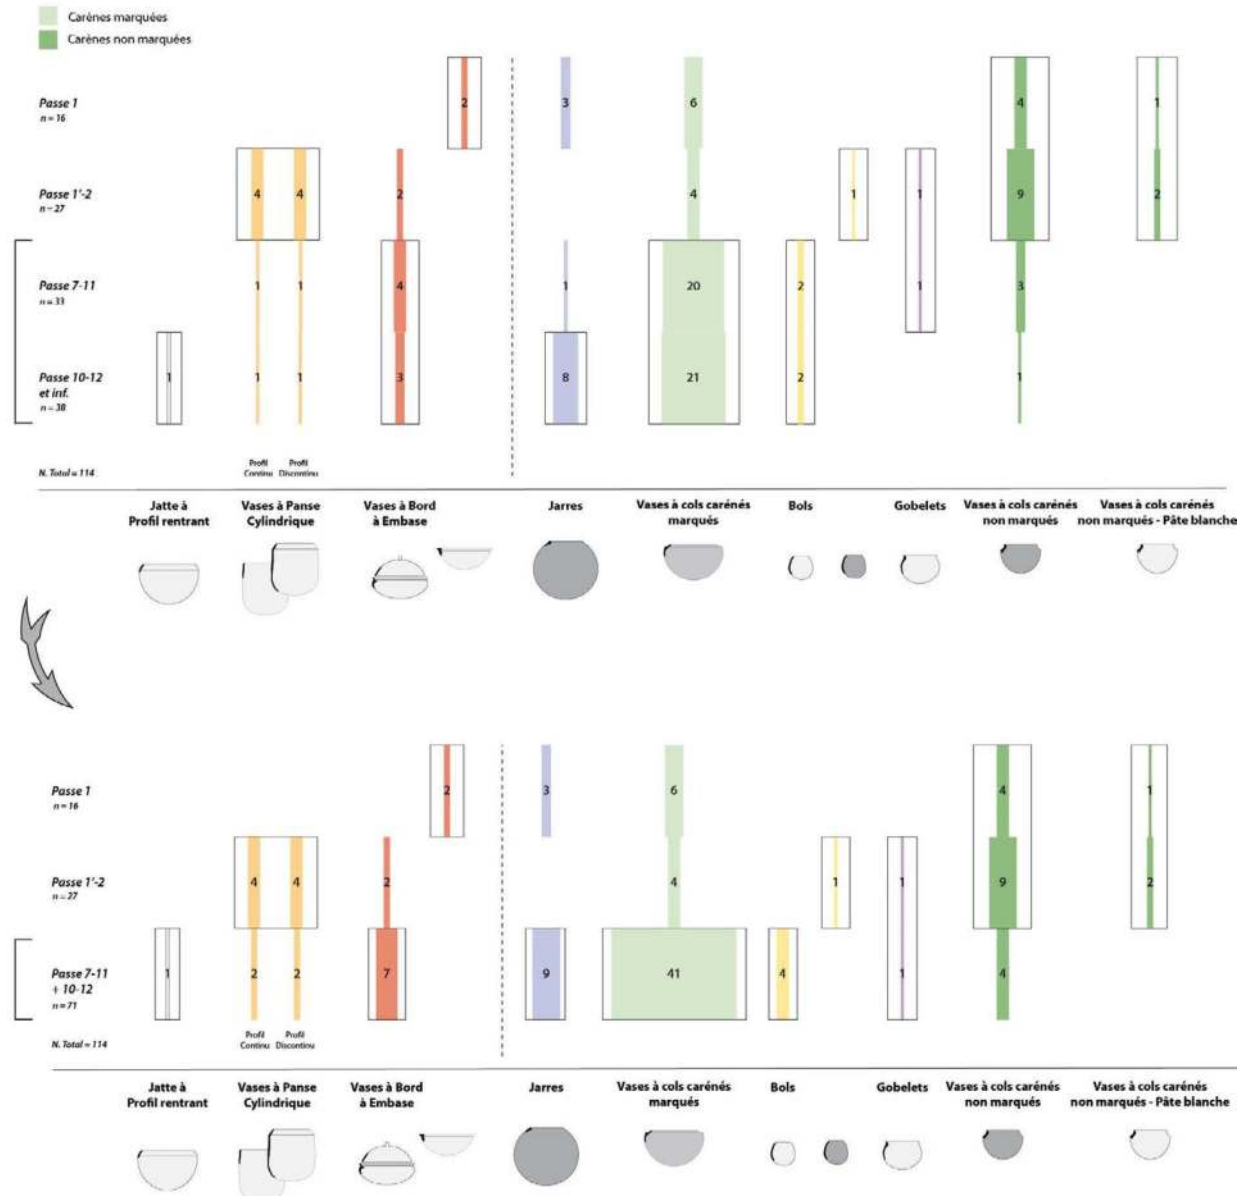 Carènes marquées
Carènes non marquées
Passe 1
n = 16
2
3
6
4
1
Passe 1'-2
n = 27
4
4
2
4
1
1
9
2
Passe 7-11
n = 33
1
1
4
1
20
2
1
3
Passe 10-12
et inf.
n = 38
1
1
1
3
8
21
2
1
N. Total = 114
Profil
Continu
Profil
Discontinu
Jatte à
Profil rentrant
Vases à Panse
Cylindrique
Vases à Bord
à Embase
Jarres
Vases à cols carénés
marqués
Bols
Gobelets
Vases à cols carénés
non marqués
Vases à cols carénés
non marqués - Pâte blanche
Passe 1
n = 16
2
3
6
4
1
Passe 1'-2
n = 27
4
4
2
4
1
1
9
2
Passe 7-11
+ 10-12
n = 71
1
2
2
7
9
41
4
1
4
N. Total = 114
Profil
Continu
Profil
Discontinu
Jatte à
Profil rentrant
Vases à Panse
Cylindrique
Vases à Bord
à Embase
Jarres
Vases à cols carénés
marqués
Bols
Gobelets
Vases à cols carénés
non marqués
Vases à cols carénés
non marqués - Pâte blanche